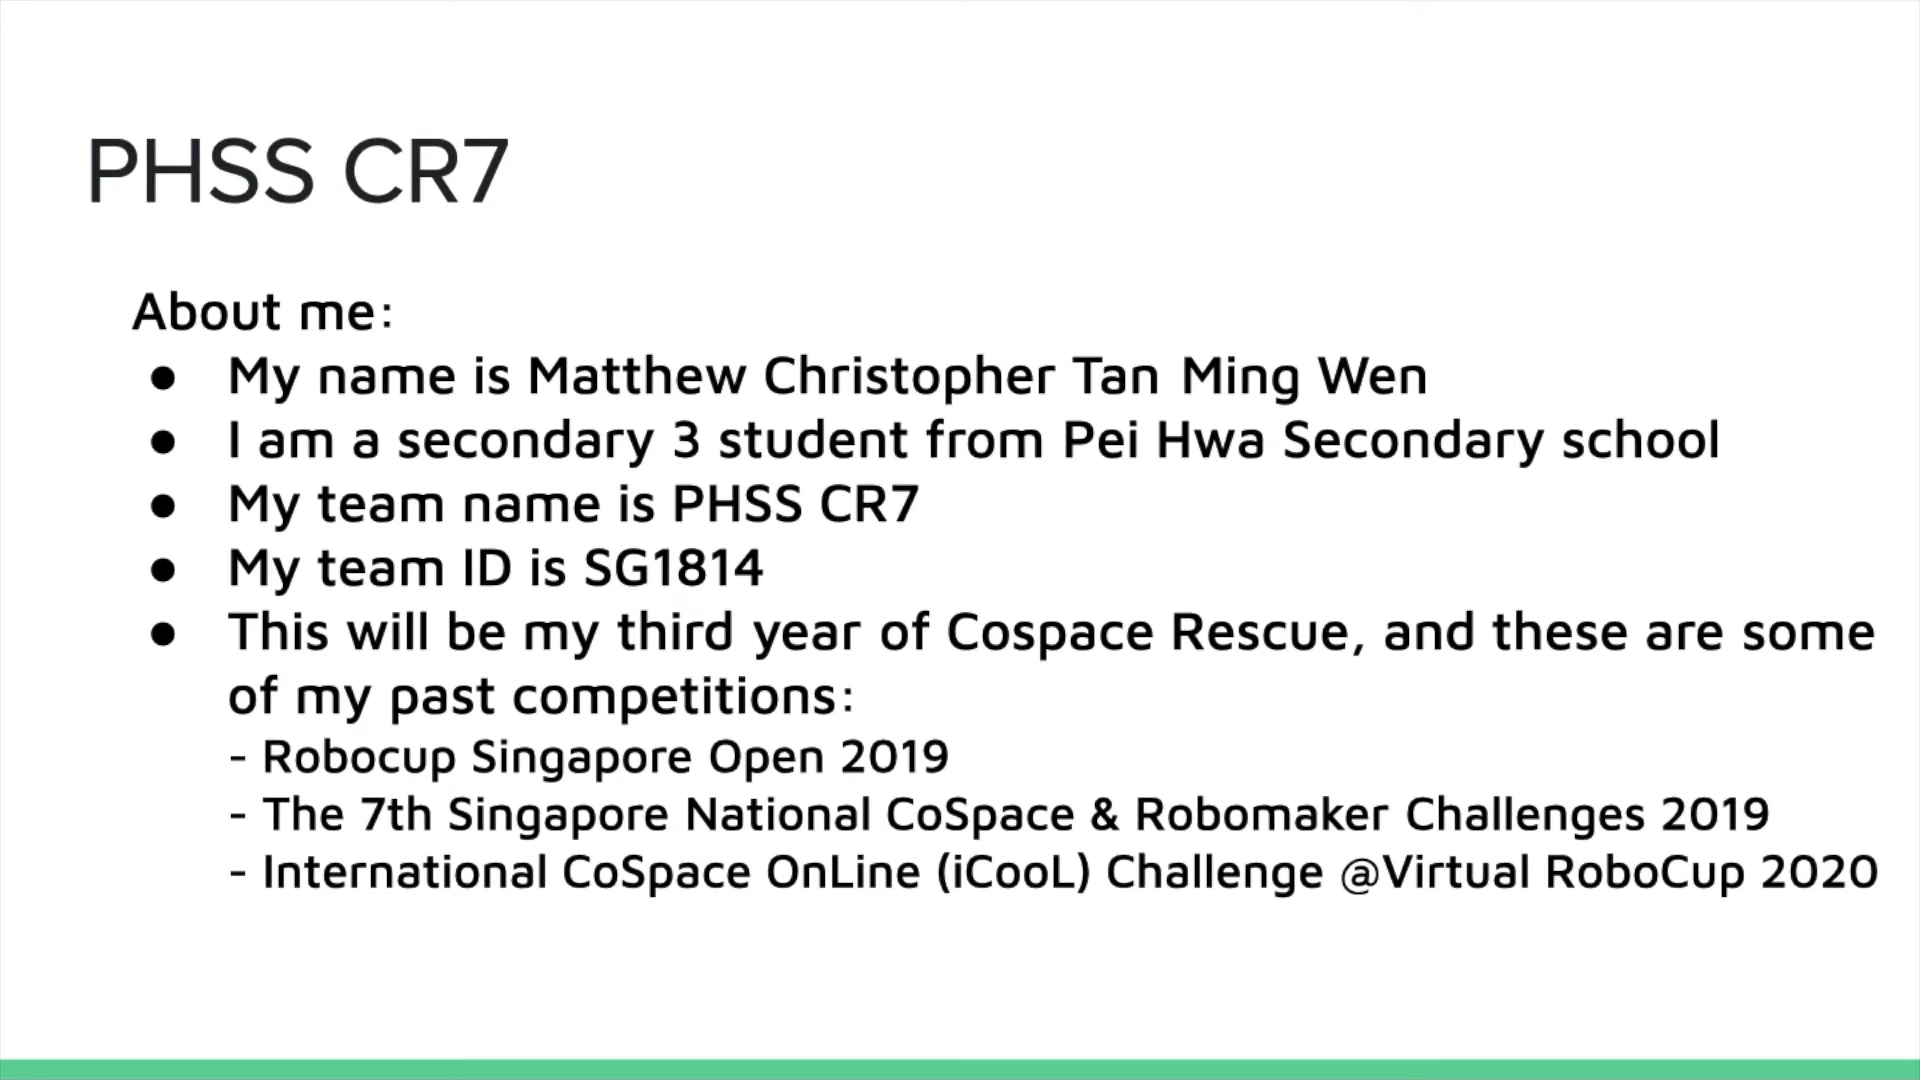 PHSS CR7
About me:
● My name is Matthew Christopher Tan Ming Wen
● I am a secondary 3 student from Pei Hwa Secondary school
● My team name is PHSS CR7
● My team ID is SG1814
● This will be my third year of Cospace Rescue, and these are some
of my past competitions:
- Robocup Singapore Open 2019
- The 7th Singapore National CoSpace & Robomaker Challenges 2019
- International CoSpace OnLine (iCooL) Challenge @Virtual RoboCup 2020